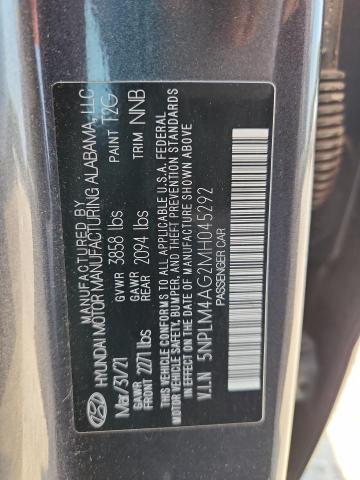 MANUFACTURED BY
HYUNDAI MOTOR MANUFACTURING ALABAMA, LLC
Mar/31/21 GVWR 3858 lbs PAINT T2G
GAWR FRONT 2271 lbs GAWR REAR 2094 lbs TRIM NNB
THIS VEHICLE CONFORMS TO ALL APPLICABLE U.S.A. FEDERAL
MOTOR VEHICLE SAFETY, BUMPER, AND THEFT PREVENTION STANDARDS
IN EFFECT ON THE DATE OF MANUFACTURE SHOWN ABOVE.
V.I.N 5NPLM4AG2MH045292
PASSENGER CAR